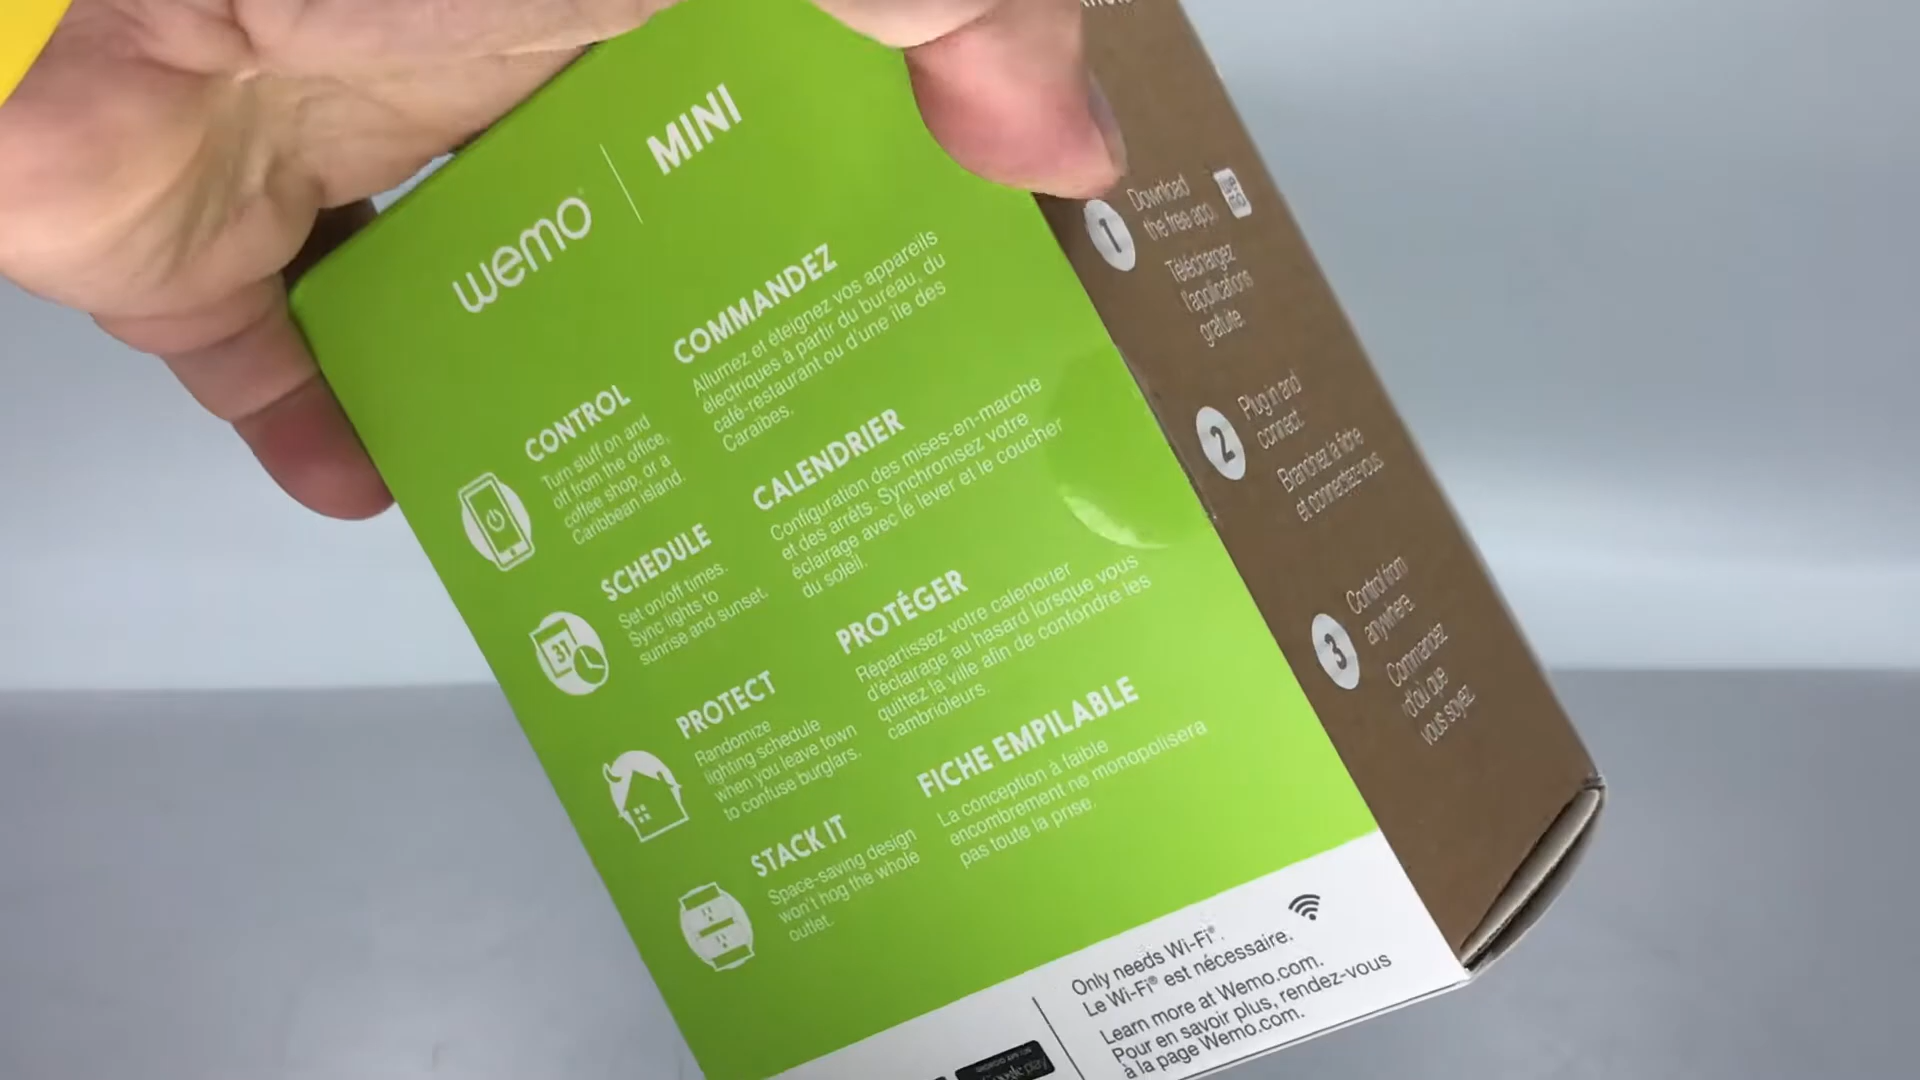 wemo
MINI
CONTROL
Turn stuff on and
off from the office,
coffee shop, or a
Caribbean island.
COMMANDEZ
Allumez et éteignez vos appareils
électriques à partir du bureau, du
café-restaurant ou d'une île des
Caraïbes.
SCHEDULE
Set on/off times.
Sync lights to
sunrise and sunset.
CALENDRIER
Configuration des mises-en-marche
et des arrêts. Synchronisez votre
éclairage avec le lever et le coucher
du soleil.
PROTECT
Randomize
lighting schedule
when you leave town
to confuse burglars.
PROTÉGER
Répartissez votre calendrier
d'éclairage au hasard lorsque vous
quittez la ville afin de confondre les
cambrioleurs.
STACK IT
Space-saving design
won't hog the whole
outlet.
FICHE EMPILABLE
La conception à faible
encombrement ne monopolisera
pas toute la prise.
31
Only needs Wi-Fi®.
Le Wi-Fi® est nécessaire.
Learn more at Wemo.com.
Pour en savoir plus, rendez-vous
à la page Wemo.com.
1
Download
the free app.
we
mo
Téléchargez
l'applications
gratuite.
2
Plug in and
connect.
Branchez la fiche
et connectez-vous
3
Control from
anywhere.
Commandez
d'où que
vous soyez.